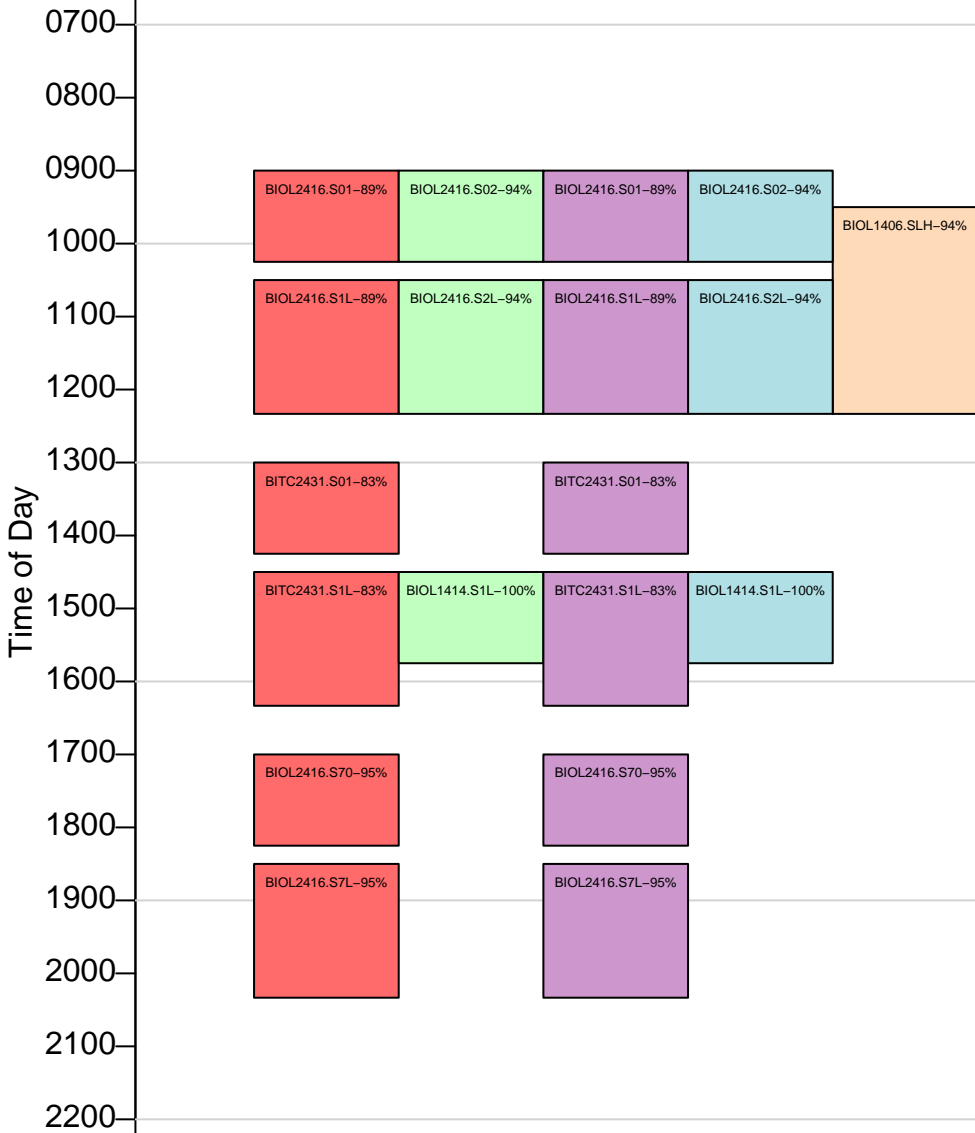 Time of Day
0700
0800
0900
1000
1100
1200
1300
1400
1500
1600
1700
1800
1900
2000
2100
2200
BIOL2416.S01−89%
BIOL2416.S02−94%
BIOL2416.S01−89%
BIOL2416.S02−94%
BIOL1406.SLH−94%
BIOL2416.S1L−89%
BIOL2416.S2L−94%
BIOL2416.S1L−89%
BIOL2416.S2L−94%
BITC2431.S01−83%
BITC2431.S01−83%
BITC2431.S1L−83%
BIOL1414.S1L−100%
BITC2431.S1L−83%
BIOL1414.S1L−100%
BIOL2416.S70−95%
BIOL2416.S70−95%
BIOL2416.S7L−95%
BIOL2416.S7L−95%